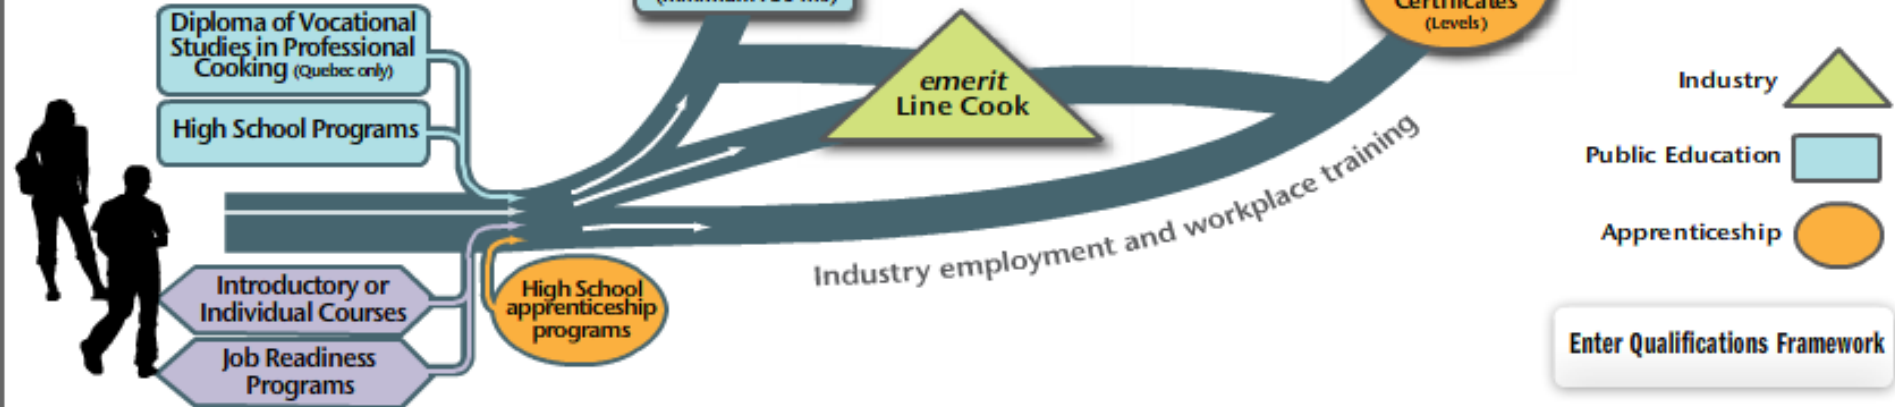 Diploma of Vocational
Studies in Professional
Cooking (Quebec only)
High School Programs
emerit
Line Cook
Certificates
(Levels)
Industry
Public Education
Apprenticeship
Industry employment and workplace training
Introductory or
Individual Courses
High School
apprenticeship
programs
Job Readiness
Programs
Enter Qualifications Framework